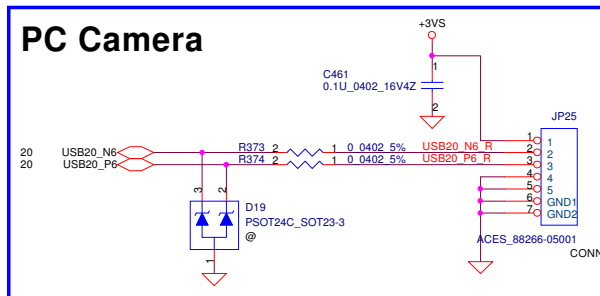 PC Camera
+3VS
1
C461
0.1U_0402_16V4Z
2
JP25
20 USB20_N6 R373 2 1 0_0402_5% USB20_N6_R 1 1
20 USB20_P6 R374 2 1 0_0402_5% USB20_P6_R 2 2
3 3
4 4
5 5
6 GND1
7 GND2
3 2
D19
PSOT24C_SOT23-3
@
1
ACES_88266-05001
CONN